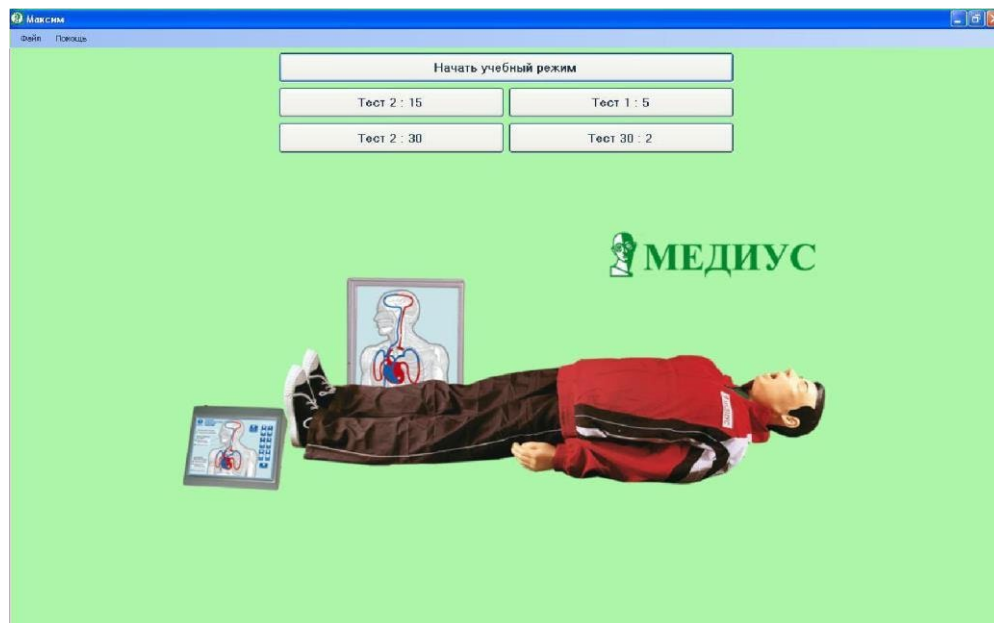 Максим
Файл Помощь
Начать учебный режим
Тест 2 : 15 Тест 1 : 5
Тест 2 : 30 Тест 30 : 2
МЕДИУС